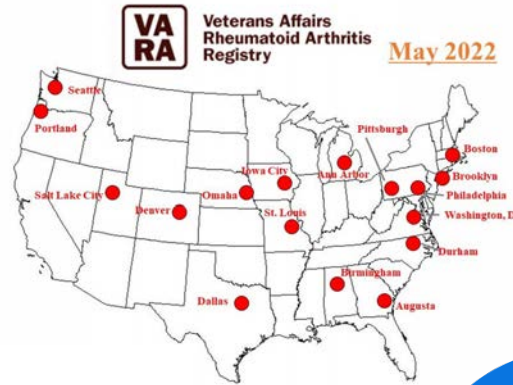 VA
RA
Veterans Affairs
Rheumatoid Arthritis
Registry
May 2022
Seattle
Portland
Pittsburgh
Boston
Ann Arbor
Iowa City
Brooklyn
Salt Lake City
Omaha
Philadelphia
Denver
St. Louis
Washington, D
Durham
Birmingham
Dallas
Augusta